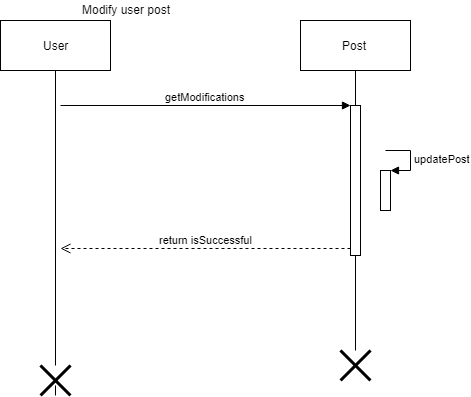 Modify user post
User
Post
getModifications
updatePost
return isSuccessful